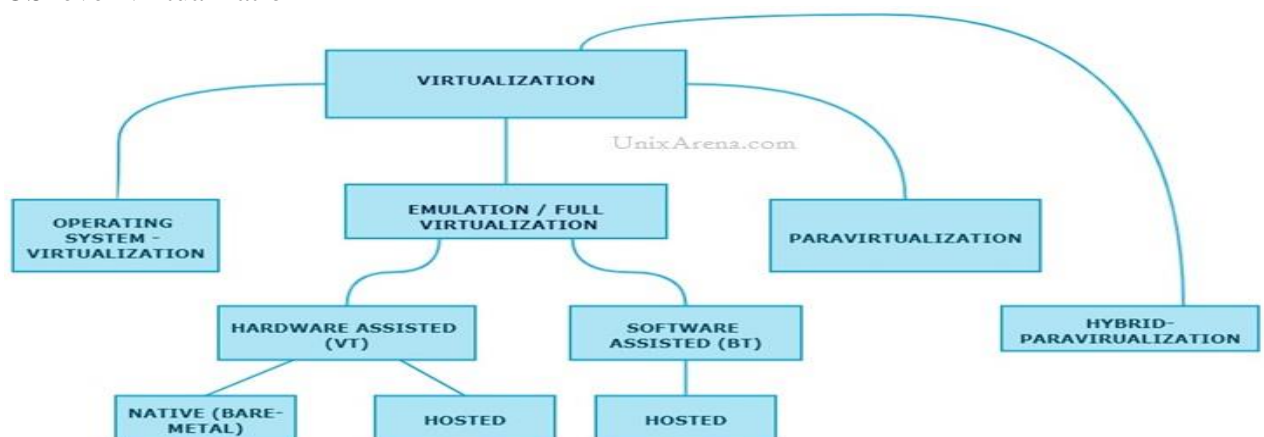 VIRTUALIZATION
UnixArena.com
OPERATING
SYSTEM -
VIRTUALIZATION
EMULATION / FULL
VIRTUALIZATION
PARAVIRTUALIZATION
HARDWARE ASSISTED
(VT)
SOFTWARE
ASSISTED (BT)
HYBRID-
PARAVIRUALIZATION
NATIVE (BARE-
METAL)
HOSTED
HOSTED